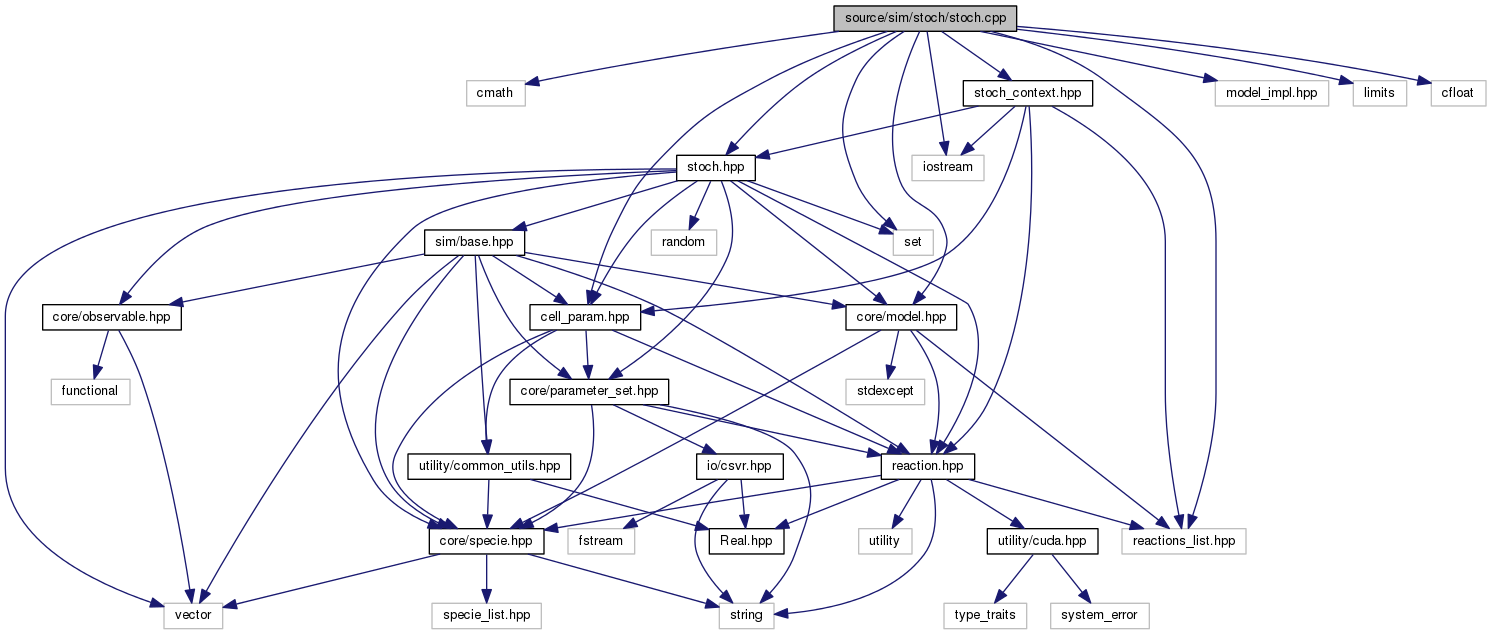 source/sim/stoch/stoch.cpp
cmath
stoch_context.hpp
model_impl.hpp
limits
cfloat
stoch.hpp
iostream
sim/base.hpp
random
set
core/observable.hpp
cell_param.hpp
core/model.hpp
functional
core/parameter_set.hpp
stdexcept
utility/common_utils.hpp
io/csvr.hpp
reaction.hpp
core/specie.hpp
fstream
Real.hpp
utility
utility/cuda.hpp
reactions_list.hpp
vector
specie_list.hpp
string
type_traits
system_error